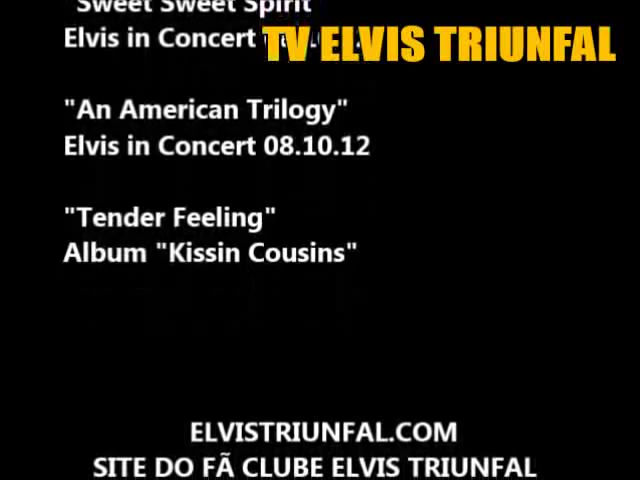 "Sweet Sweet Spirit"
Elvis in Concert
TV ELVIS TRIUNFAL
"An American Trilogy"
Elvis in Concert 08.10.12
"Tender Feeling"
Album "Kissin Cousins"
ELVISTRIUNFAL.COM
SITE DO FÃ CLUBE ELVIS TRIUNFAL